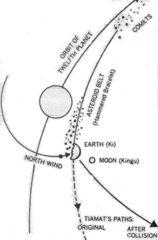 ORBIT OF
TWELFTH PLANET
COMETS
ASTEROID BELT
(Hammered Bracelet)
EARTH (Ki)
MOON (Kingu)
NORTH WIND
TIAMAT'S PATHS:
ORIGINAL
AFTER
COLLISION